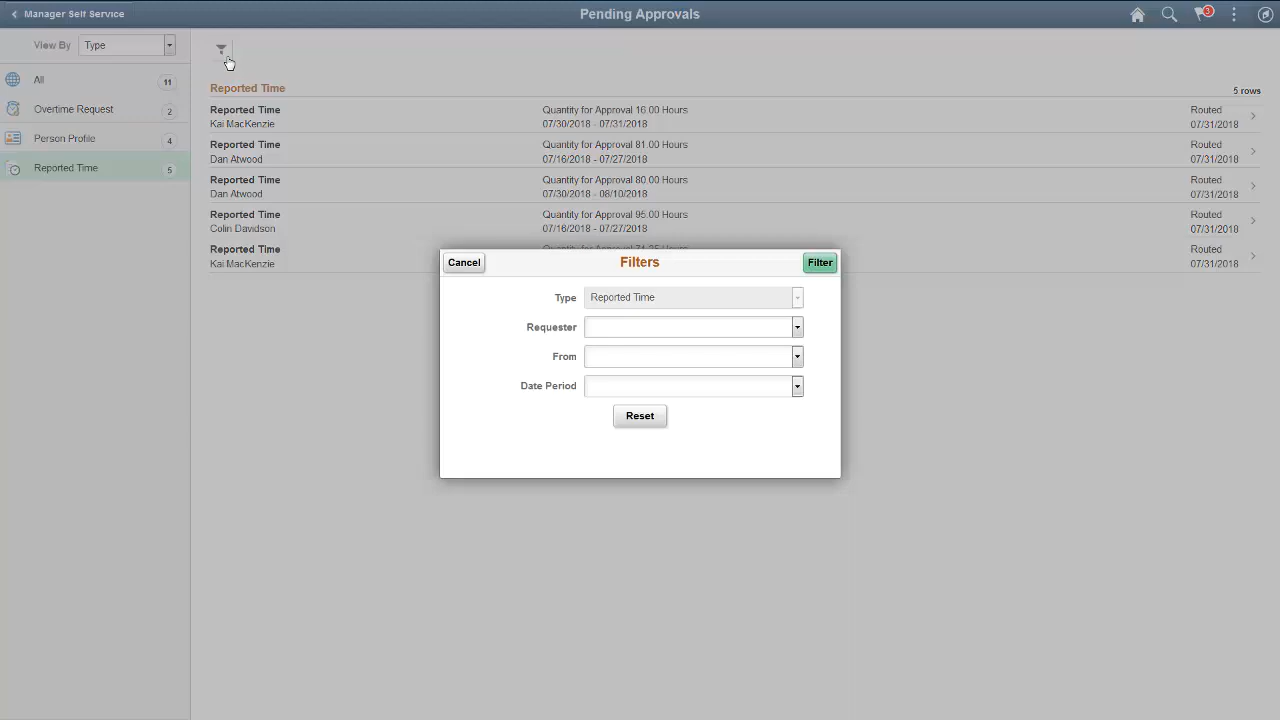 Manager Self Service
Pending Approvals
3
View By Type
All 11
Overtime Request 2
Person Profile 4
Reported Time 5
Reported Time
5 rows
Reported Time Quantity for Approval 16.00 Hours Routed
Kai MacKenzie 07/30/2018 - 07/31/2018 07/31/2018
Reported Time Quantity for Approval 81.00 Hours Routed
Dan Atwood 07/16/2018 - 07/27/2018 07/31/2018
Reported Time Quantity for Approval 80.00 Hours Routed
Dan Atwood 07/30/2018 - 08/10/2018 07/31/2018
Reported Time Quantity for Approval 95.00 Hours Routed
Colin Davidson 07/16/2018 - 07/27/2018 07/31/2018
Reported Time Quantity for Approval Hours Routed
Kai MacKenzie 07/31/2018
Cancel Filters Filter
Type Reported Time
Requester
From
Date Period
Reset